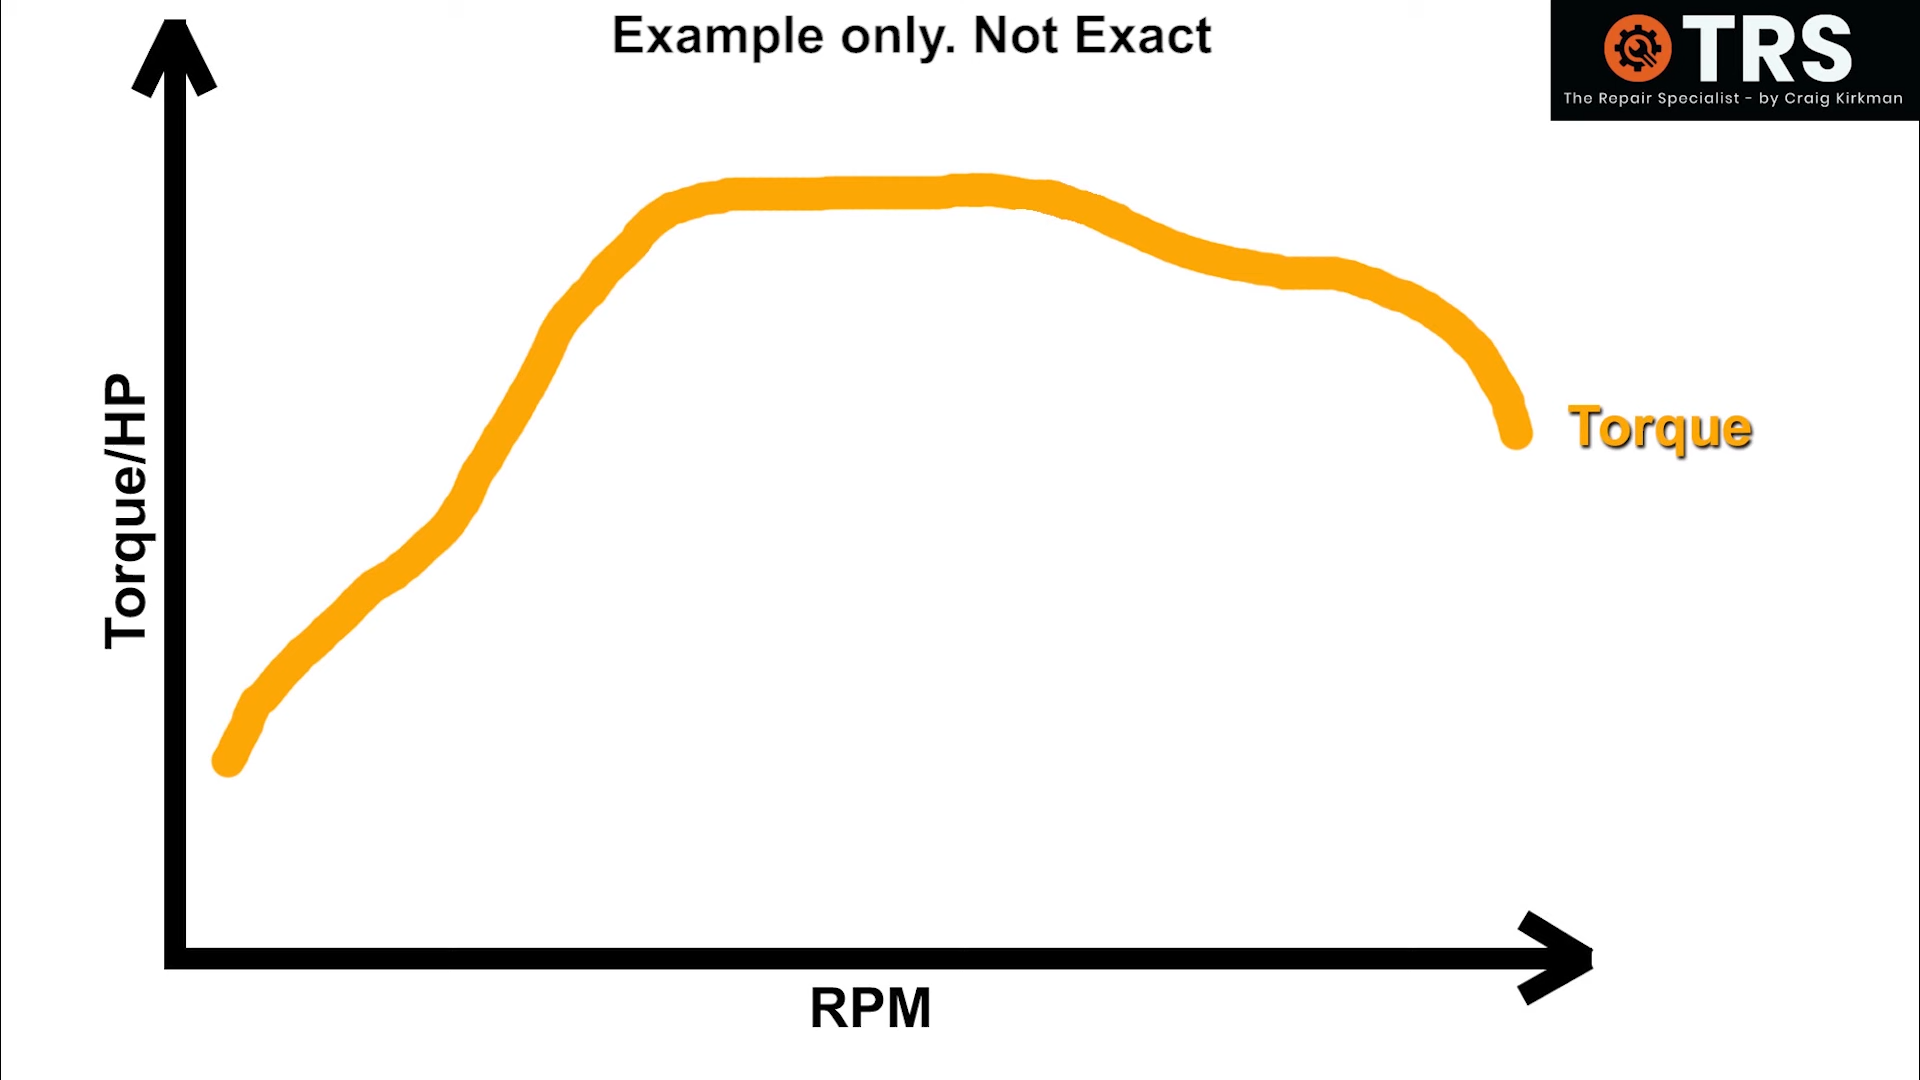 Example only. Not Exact
TRS
The Repair Specialist - by Craig Kirkman
Torque/HP
Torque
RPM